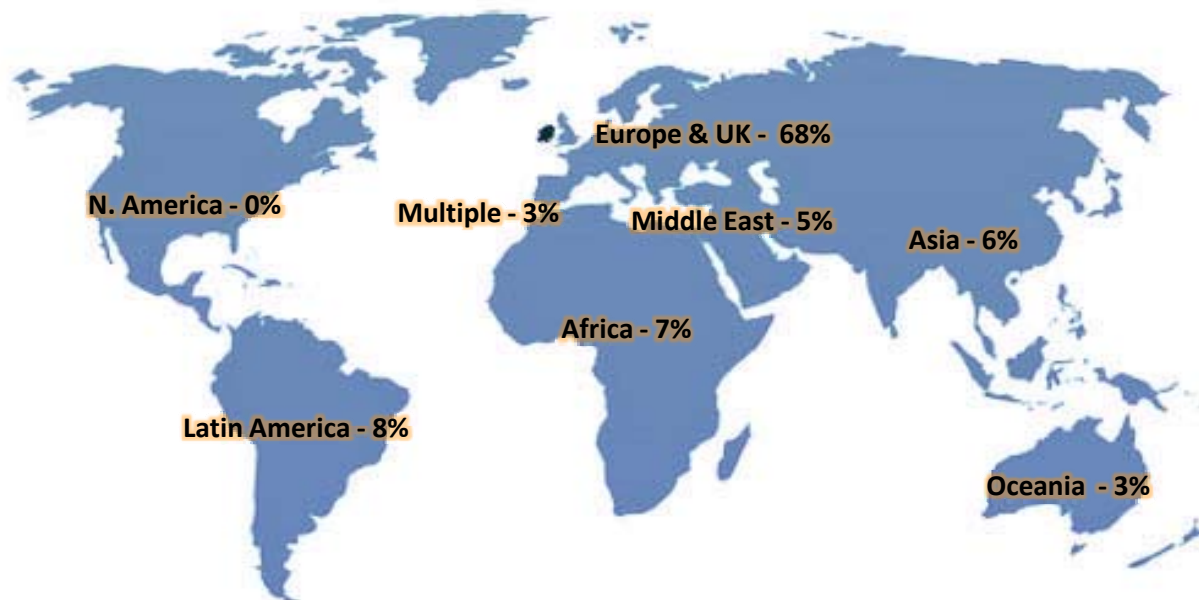 Europe & UK - 68%
N. America - 0%
Multiple - 3%
Middle East - 5%
Asia - 6%
Africa - 7%
Latin America - 8%
Oceania - 3%